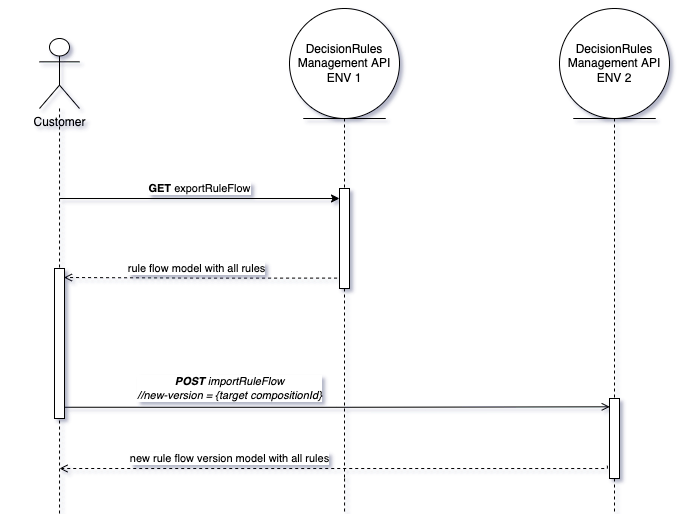 DecisionRules
Management API
ENV 1
DecisionRules
Management API
ENV 2
Customer
GET exportRuleFlow
rule flow model with all rules
POST importRuleFlow
//new-version = {target compositionId}
new rule flow version model with all rules